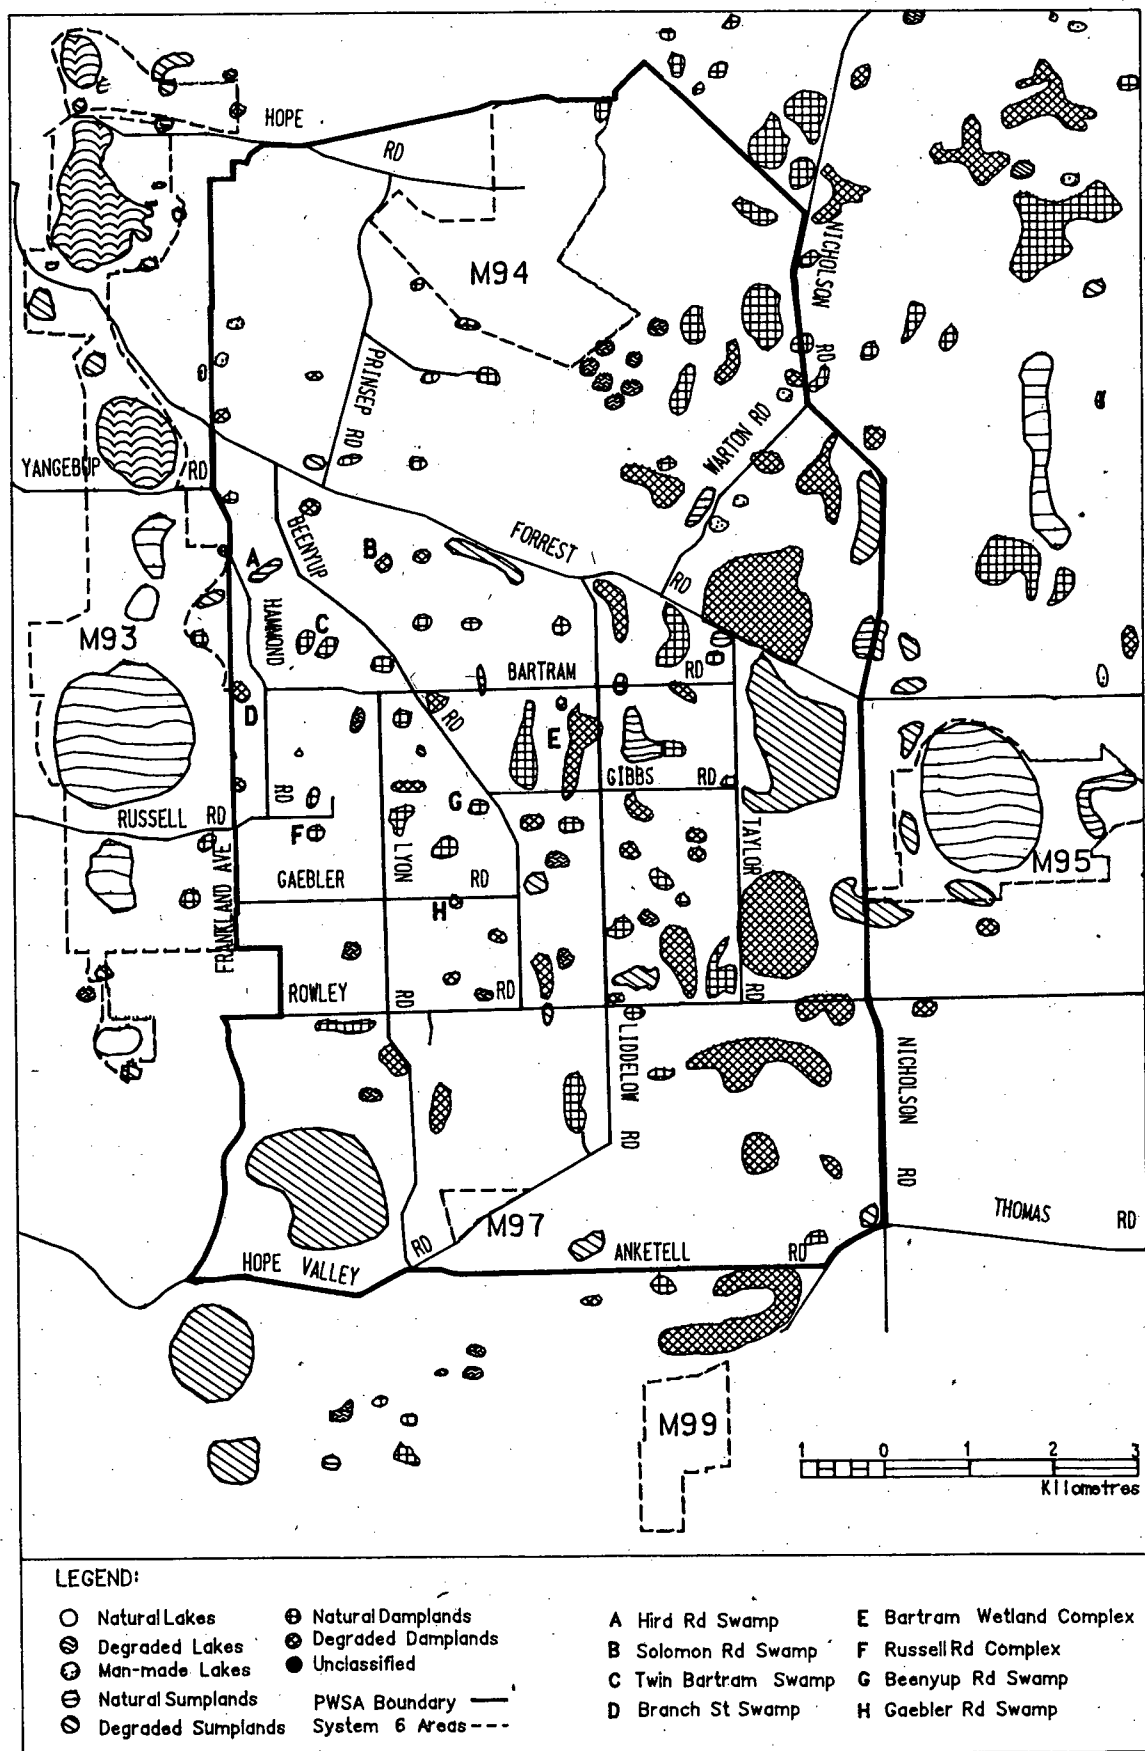 HOPE
RD
M94
NICHOLSON
RD
PRINSEP RD
WARTON RD
YANGEBUP RD
BEENYUP
FORREST
RD
A
B
HAMMOND
C
M93
BARTRAM RD
D
RD
E
GIBBS RD
RD
G
RUSSELL RD
F
LYON
TAYLOR
M95
GAEBLER RD
H
FRANKLAND AVE
ROWLEY RD
RD
RD
LIDDELOW RD
NICHOLSON RD
THOMAS RD
M97
RD
HOPE VALLEY
ANKETELL RD
M99
1 0 1 2 3
Kilometres
LEGEND:
Natural Lakes
Degraded Lakes
Man-made Lakes
Natural Sumplands
Degraded Sumplands
Natural Damplands
Degraded Damplands
Unclassified
PWSA Boundary
System 6 Areas
A Hird Rd Swamp
B Solomon Rd Swamp
C Twin Bartram Swamp
D Branch St Swamp
E Bartram Wetland Complex
F Russell Rd Complex
G Beenyup Rd Swamp
H Gaebler Rd Swamp